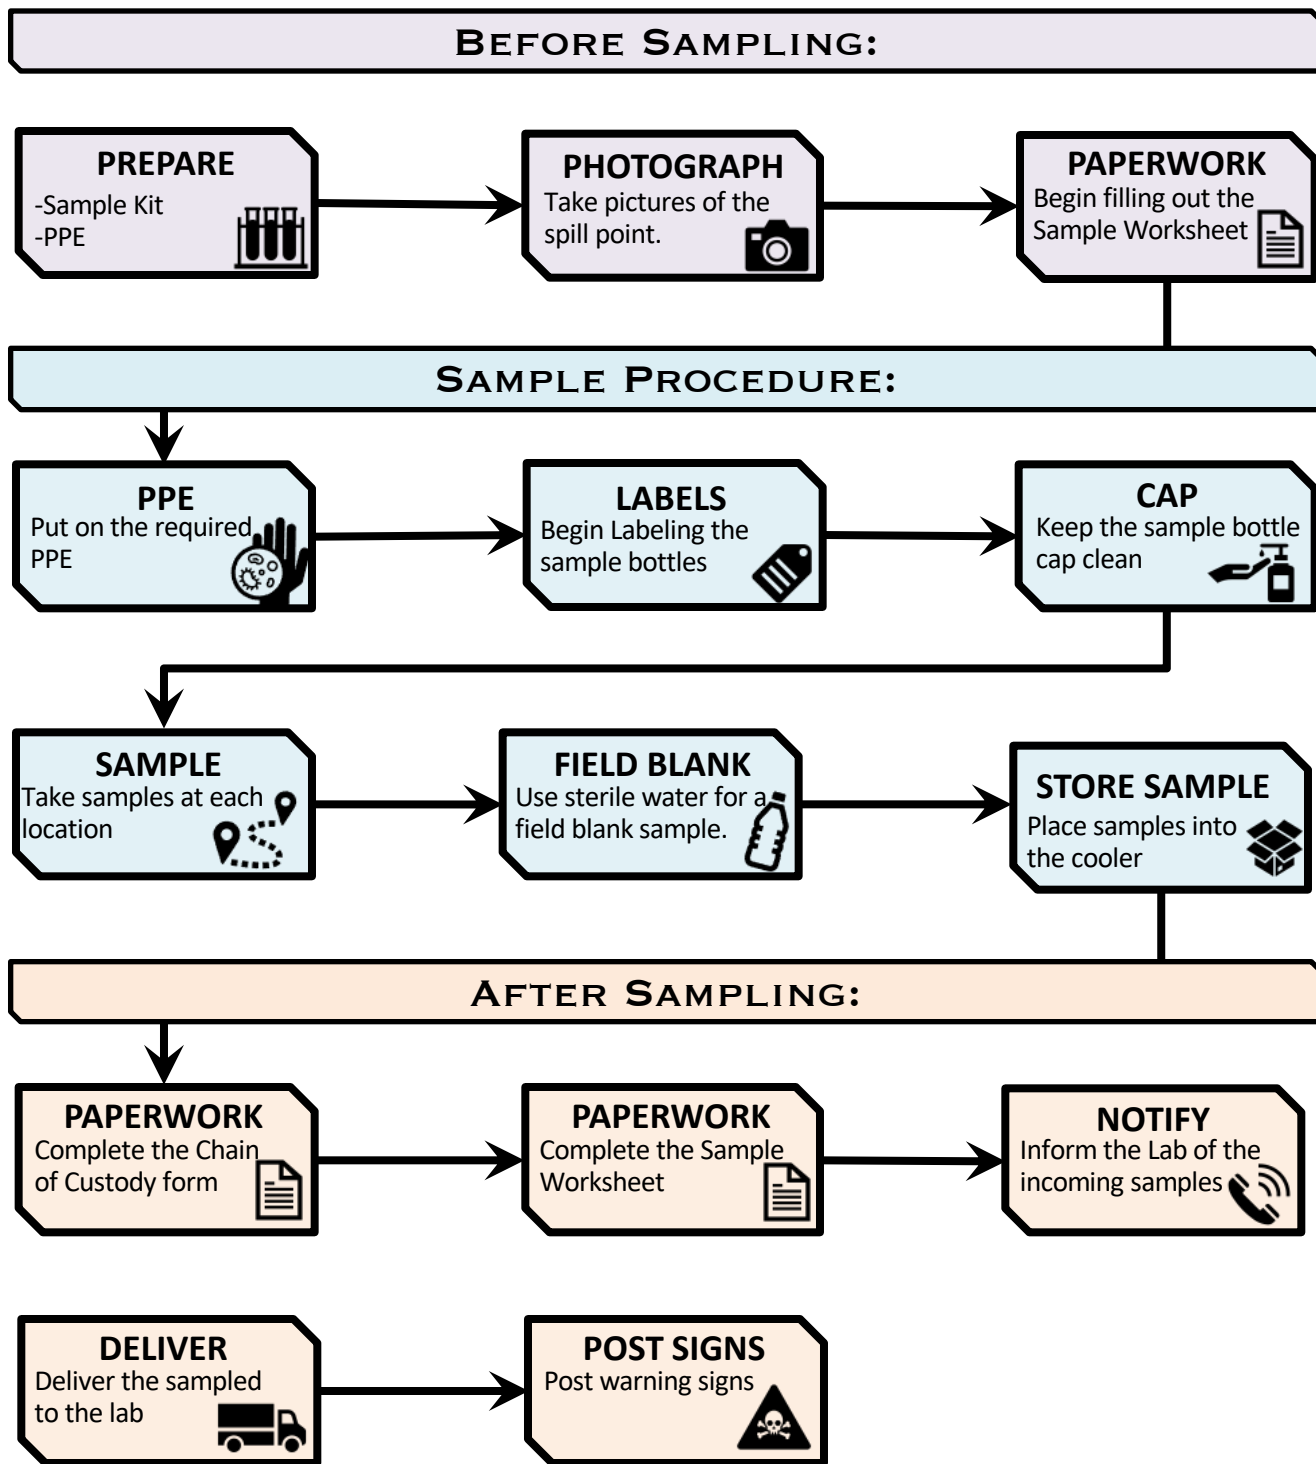 BEFORE SAMPLING:
PREPARE
-Sample Kit
-PPE
PHOTOGRAPH
Take pictures of the
spill point.
PAPERWORK
Begin filling out the
Sample Worksheet
SAMPLE PROCEDURE:
PPE
Put on the required
PPE
LABELS
Begin Labeling the
sample bottles
CAP
Keep the sample bottle
cap clean
SAMPLE
Take samples at each
location
FIELD BLANK
Use sterile water for a
field blank sample.
STORE SAMPLE
Place samples into
the cooler
AFTER SAMPLING:
PAPERWORK
Complete the Chain
of Custody form
PAPERWORK
Complete the Sample
Worksheet
NOTIFY
Inform the Lab of the
incoming samples
DELIVER
Deliver the sampled
to the lab
POST SIGNS
Post warning signs